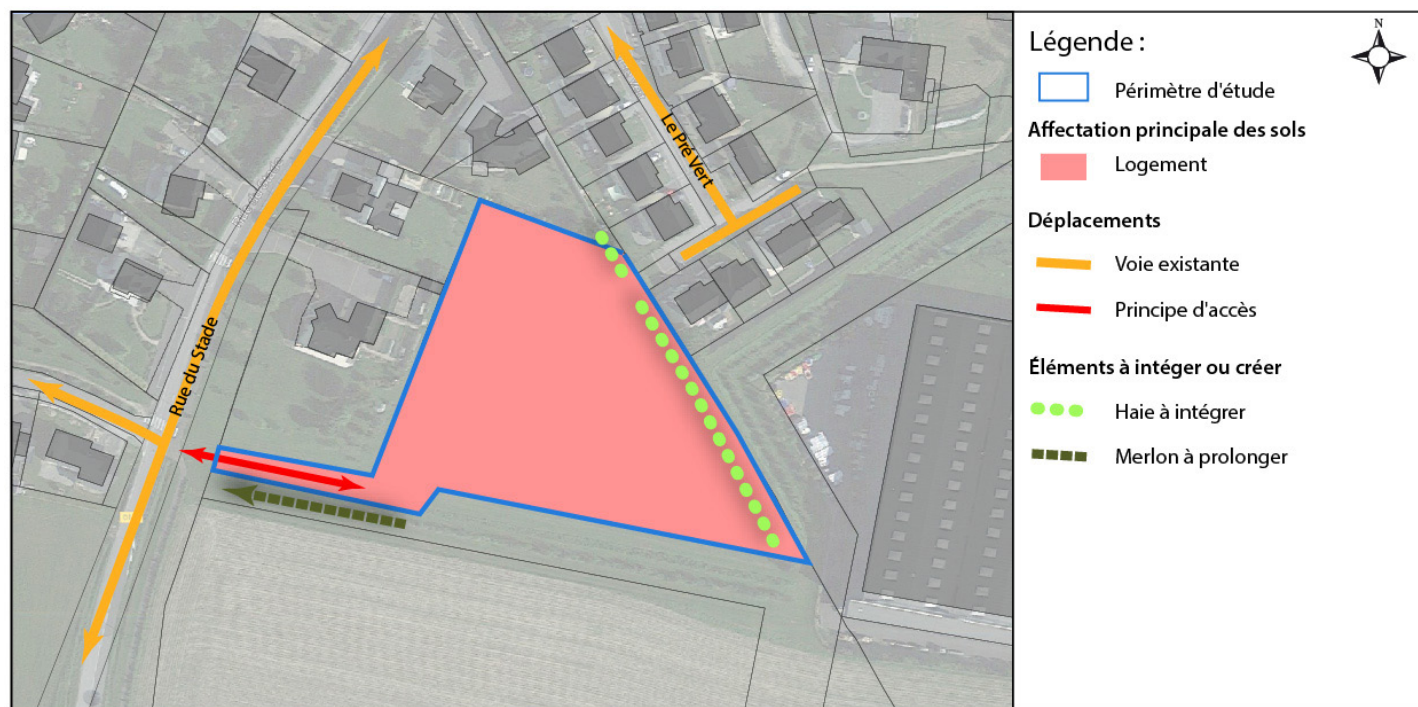 Légende :
N
Périmètre d'étude
Affectation principale des sols
Logement
Déplacements
Voie existante
Principe d'accès
Éléments à intéger ou créer
Haie à intégrer
Merlon à prolonger
Le Pré Vert
Rue du Stade